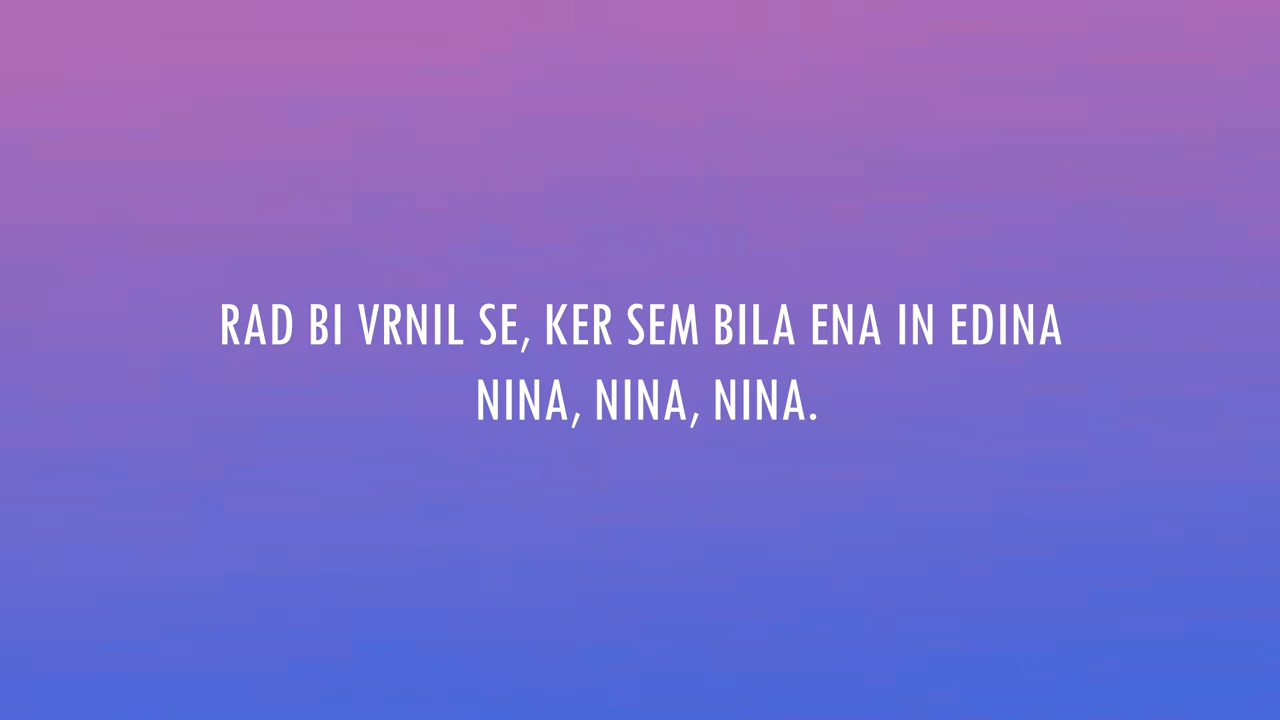 RAD BI VRNIL SE, KER SEM BILA ENA IN EDINA
NINA, NINA, NINA.